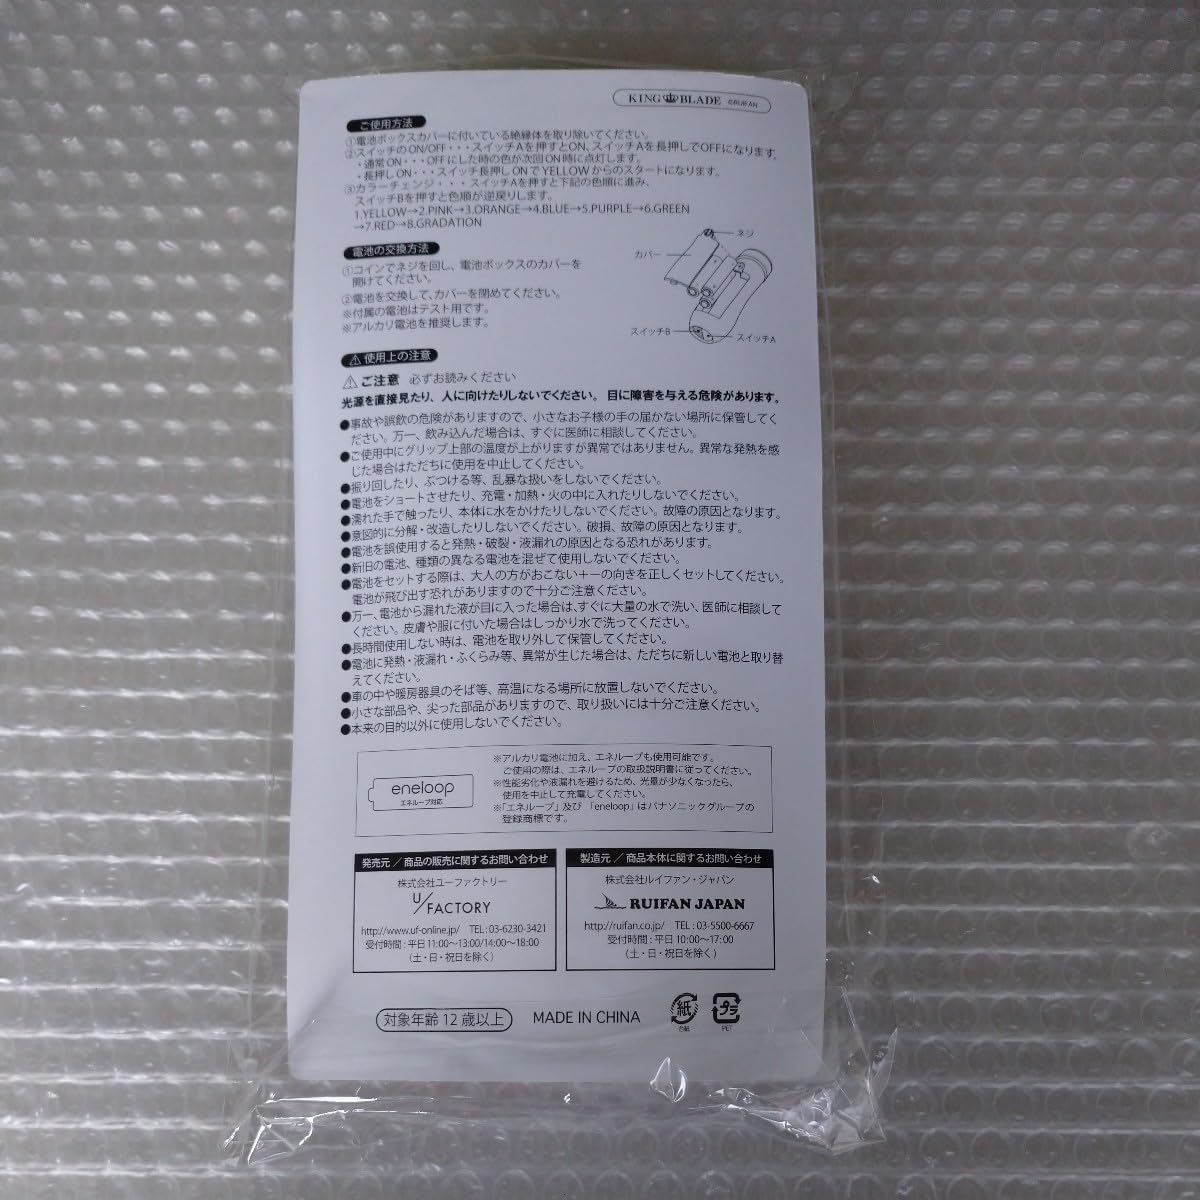 KING BLADE ©RUIFAN
ご使用方法
①電池ボックスカバーに付いている絶縁体を取り除いてください。
②スイッチのON/OFF・・・スイッチAを押すとON、スイッチAを長押しでOFFになります。
・通常ON・・・OFFにした時の色が次回ON時に点灯します。
・長押しON・・・スイッチ長押しONでYELLOWからのスタートになります。
③カラーチェンジ・・・スイッチAを押すと下記の色順に進み、
スイッチBを押すと色順が逆戻りします。
1.YELLOW→2.PINK→3.ORANGE→4.BLUE→5.PURPLE→6.GREEN
→7.RED→8.GRADATION
電池の交換方法
①コインでネジを回し、電池ボックスのカバーを
開けてください。
②電池を交換して、カバーを閉めてください。
※付属の電池はテスト用です。
※アルカリ電池を推奨します。
ネジ
カバー
スイッチB
スイッチA
⚠使用上の注意
⚠ご注意 必ずお読みください
光源を直接見たり、人に向けたりしないでください。目に障害を与える危険があります。
●事故や誤飲の危険がありますので、小さなお子様の手の届かない場所に保管してく
ださい。万一、飲み込んだ場合は、すぐに医師に相談してください。
●ご使用中にグリップ上部の温度が上がりますが異常ではありません。異常な発熱を感
じた場合はただちに使用を中止してください。
●振り回したり、ぶつける等、乱暴な扱いをしないでください。
●電池をショートさせたり、充電・加熱・火の中に入れたりしないでください。
●濡れた手で触ったり、本体に水をかけたりしないでください。故障の原因となります。
●意図的に分解・改造したりしないでください。破損、故障の原因となります。
●電池を誤使用すると発熱・破裂・液漏れの原因となる恐れがあります。
●新旧の電池、種類の異なる電池を混ぜて使用しないでください。
●電池をセットする際は、大人の方がおこない＋－の向きを正しくセットしてください。
電池が飛び出す恐れがありますので十分ご注意ください。
●万一、電池から漏れた液が目に入った場合は、すぐに大量の水で洗い、医師に相談して
ください。皮膚や服に付いた場合はしっかり水で洗ってください。
●長時間使用しない時は、電池を取り外して保管してください。
●電池に発熱・液漏れ・ふくらみ等、異常が生じた場合は、ただちに新しい電池と取り替
えてください。
●車の中や暖房器具のそば等、高温になる場所に放置しないでください。
●小さな部品や、尖った部品がありますので、取り扱いには十分ご注意ください。
●本来の目的以外に使用しないでください。
eneloop
エネループ対応
※アルカリ電池に加え、エネループも使用可能です。
ご使用の際は、エネループの取扱説明書に従ってください。
※性能劣化や液漏れを避けるため、光量が少なくなったら、
使用を中止して充電してください。
※「エネループ」及び 「eneloop」はパナソニックグループの
登録商標です。
発売元／商品の販売に関するお問い合わせ
株式会社ユーファクトリー
U/FACTORY
http://www.uf-online.jp/ TEL : 03-6230-3421
受付時間 : 平日 11:00～13:00/14:00～18:00
(土・日・祝日を除く)
製造元／商品本体に関するお問い合わせ
株式会社ルイファン・ジャパン
RUIFAN JAPAN
http://ruifan.co.jp/ TEL : 03-5500-6667
受付時間 : 平日 10:00～17:00
(土・日・祝日を除く)
対象年齢 12 歳以上
MADE IN CHINA
紙
台紙
プラ
PET